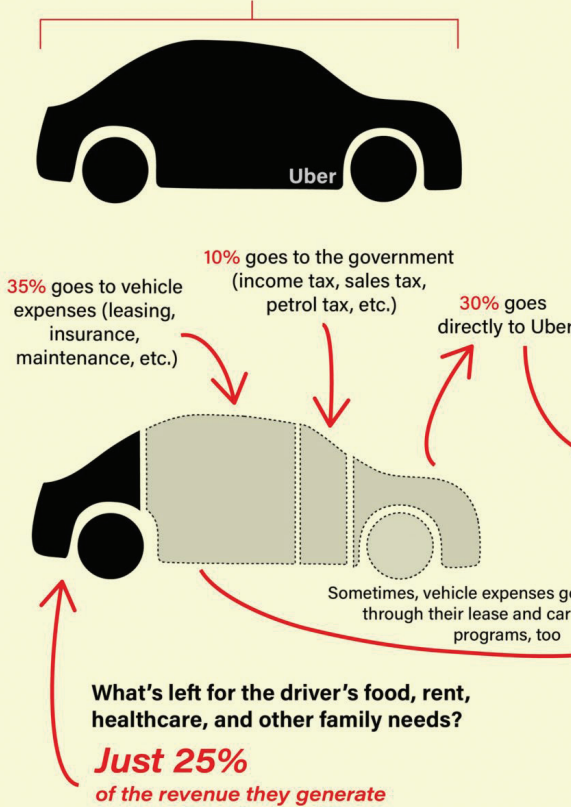 Uber
10% goes to the government
(income tax, sales tax,
petrol tax, etc.)
35% goes to vehicle
expenses (leasing,
insurance,
maintenance, etc.)
30% goes
directly to Uber
Sometimes, vehicle expenses
through their lease and car
programs, too
What's left for the driver's food, rent,
healthcare, and other family needs?
Just 25%
of the revenue they generate